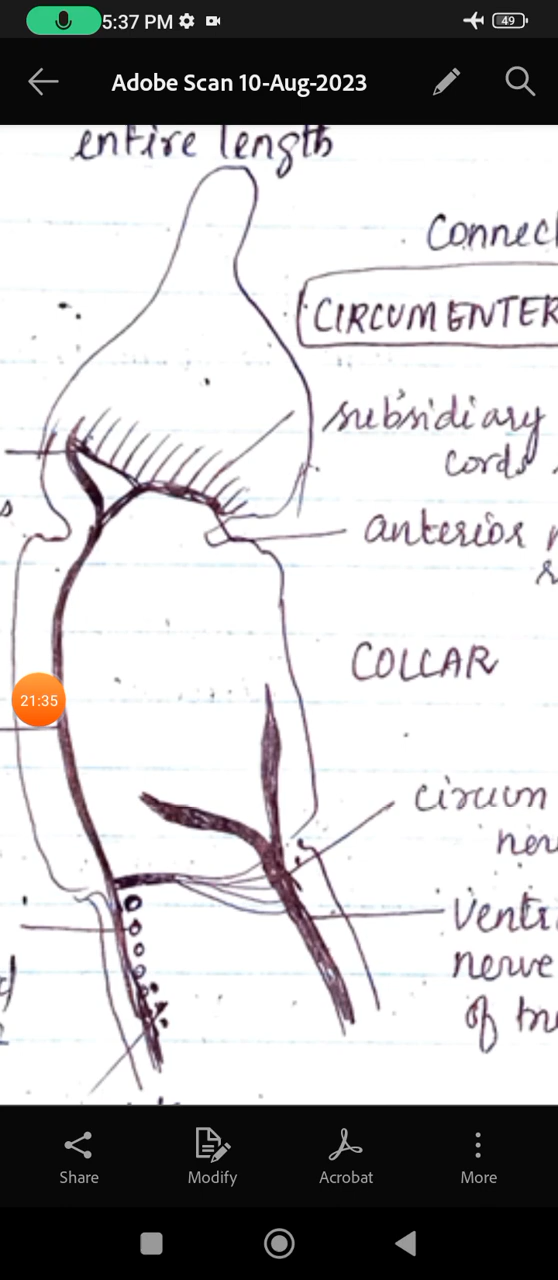 5:37 PM
49
Adobe Scan 10-Aug-2023
entire length
Connec
CIRCUMENTER
subsidiary
cords
s
anterior
COLLAR
21:35
circum
ner
Ventr
nerve
of tr
Share
Modify
Acrobat
More